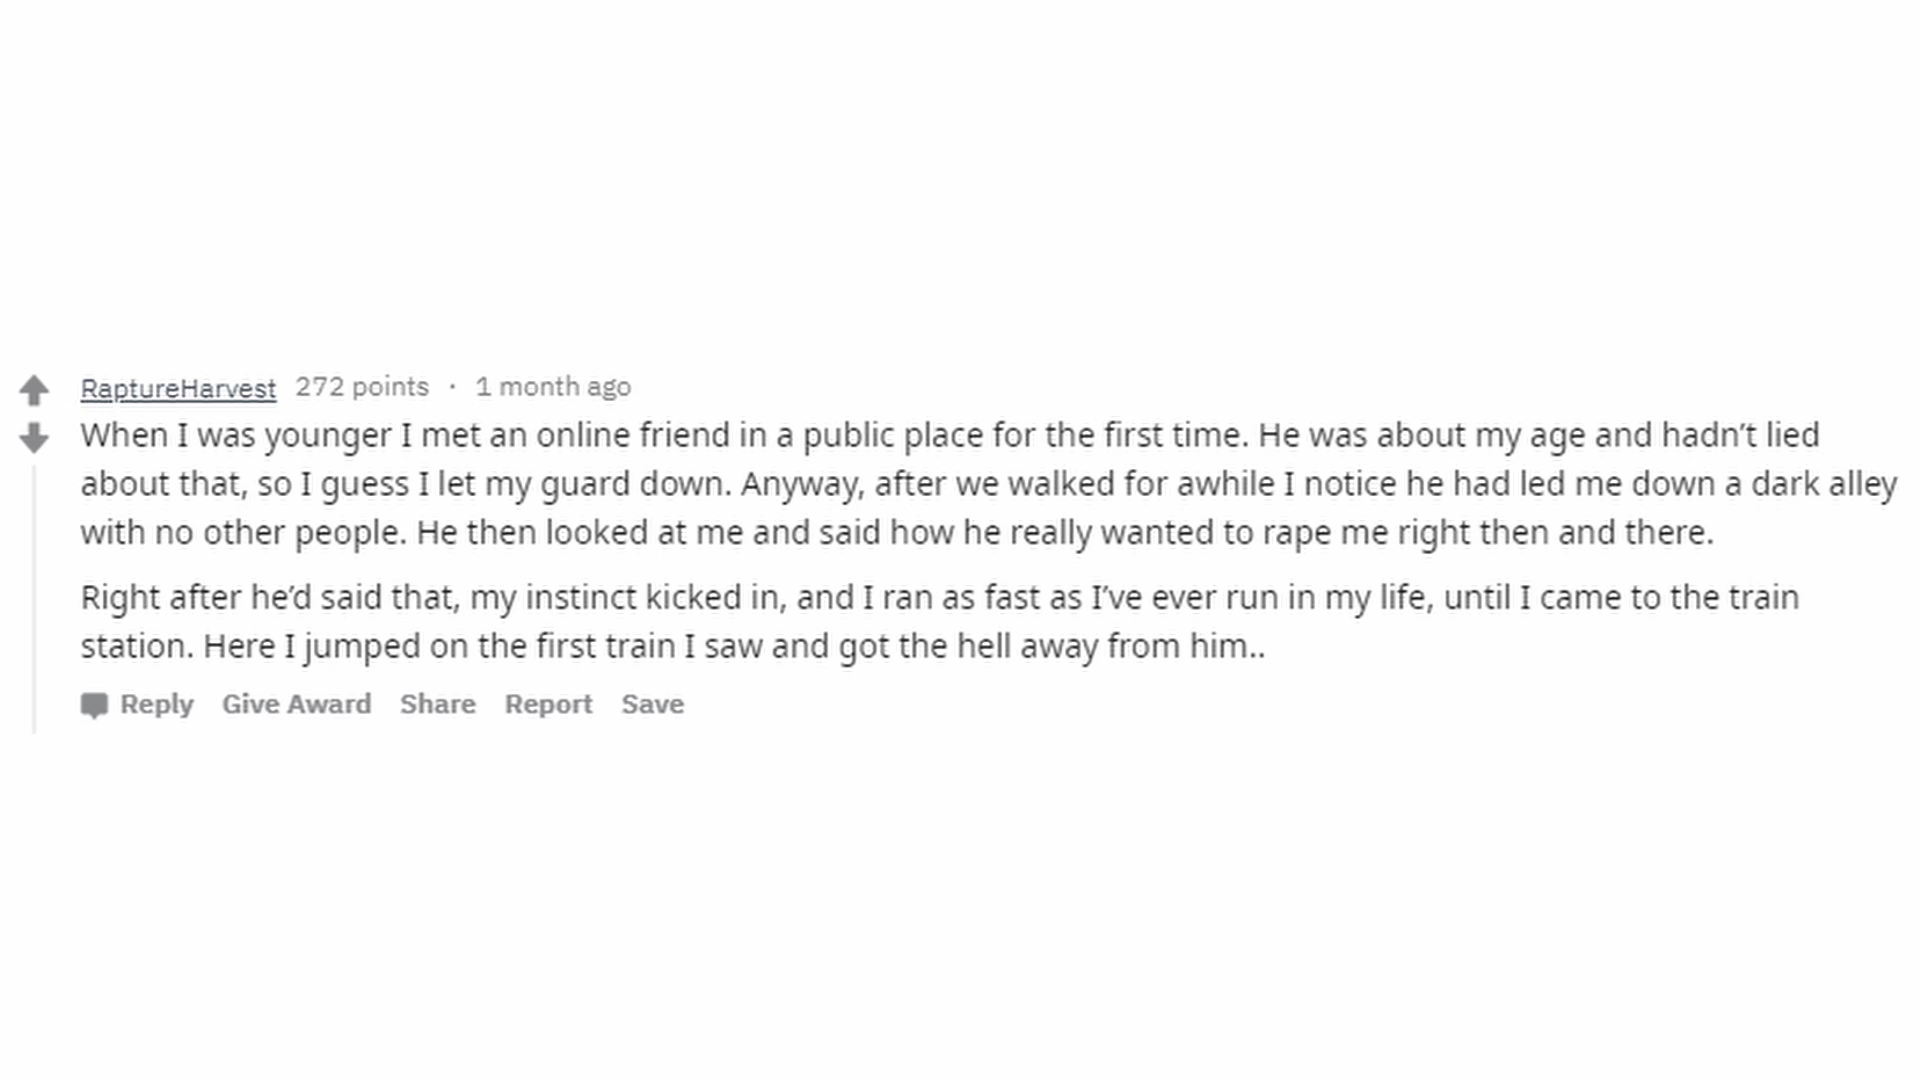 RaptureHarvest 272 points · 1 month ago
When I was younger I met an online friend in a public place for the first time. He was about my age and hadn’t lied
about that, so I guess I let my guard down. Anyway, after we walked for awhile I notice he had led me down a dark alley
with no other people. He then looked at me and said how he really wanted to rape me right then and there.
Right after he’d said that, my instinct kicked in, and I ran as fast as I’ve ever run in my life, until I came to the train
station. Here I jumped on the first train I saw and got the hell away from him..
Reply Give Award Share Report Save